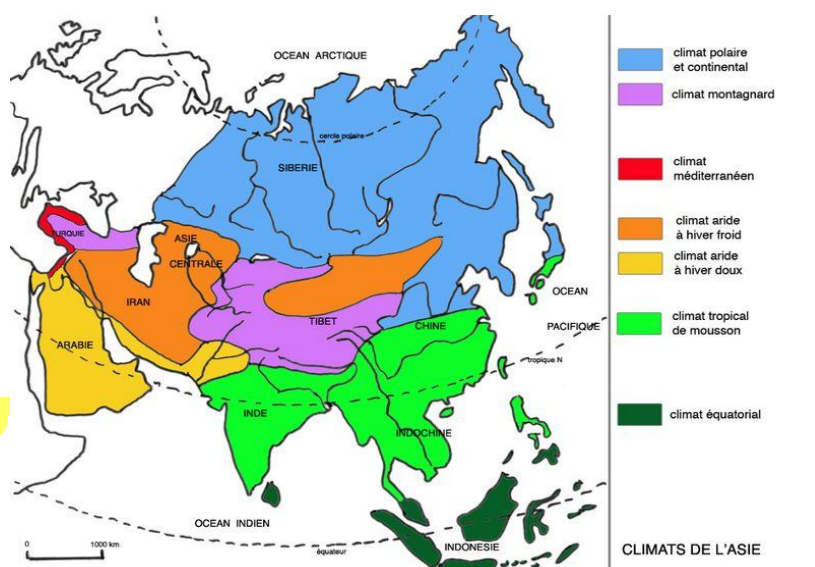 OCEAN ARCTIQUE
cercle polaire
SIBERIE
TURQUIE
ASIE
CENTRALE
IRAN
TIBET
CHINE
OCEAN
PACIFIQUE
ARABIE
tropique N
INDE
INDOCHINE
OCEAN INDIEN
équateur
INDONESIE
0 1000 km
climat polaire
et continental
climat montagnard
climat
méditerranéen
climat aride
à hiver froid
climat aride
à hiver doux
climat tropical
de mousson
climat équatorial
CLIMATS DE L'ASIE